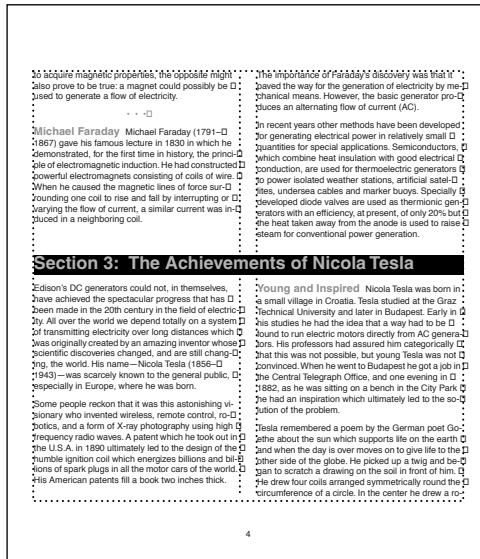 to acquire magnetic properties, the opposite might
also prove to be true: a magnet could possibly be
used to generate a flow of electricity.
• • •
Michael Faraday Michael Faraday (1791–
1867) gave his famous lecture in 1830 in which he
demonstrated, for the first time in history, the princi-
ple of electromagnetic induction. He had constructed
powerful electromagnets consisting of coils of wire.
When he caused the magnetic lines of force sur-
rounding one coil to rise and fall by interrupting or
varying the flow of current, a similar current was in-
duced in a neighboring coil.
The importance of Faraday's discovery was that it
paved the way for the generation of electricity by me-
chanical means. However, the basic generator pro-
duces an alternating flow of current (AC).
In recent years other methods have been developed
for generating electrical power in relatively small
quantities for special applications. Semiconductors,
which combine heat insulation with good electrical
conduction, are used for thermoelectric generators
to power isolated weather stations, artificial satel-
lites, undersea cables and marker buoys. Specially
developed diode valves are used as thermionic gen-
erators with an efficiency, at present, of only 20% but
the heat taken away from the anode is used to raise
steam for conventional power generation.
Section 3: The Achievements of Nicola Tesla
Edison's DC generators could not, in themselves,
have achieved the spectacular progress that has
been made in the 20th century in the field of electric-
ity. All over the world we depend totally on a system
of transmitting electricity over long distances which
was originally created by an amazing inventor whose
scientific discoveries changed, and are still chang-
ing, the world. His name—Nicola Tesla (1856–
1943)—was scarcely known to the general public,
especially in Europe, where he was born.
Some people reckon that it was this astonishing vi-
sionary who invented wireless, remote control, ro-
botics, and a form of X-ray photography using high
frequency radio waves. A patent which he took out in
the U.S.A. in 1890 ultimately led to the design of the
humble ignition coil which energizes billions and bil-
lions of spark plugs in all the motor cars of the world.
His American patents fill a book two inches thick.
Young and Inspired Nicola Tesla was born in
a small village in Croatia. Tesla studied at the Graz
Technical University and later in Budapest. Early in
his studies he had the idea that a way had to be
found to run electric motors directly from AC genera-
tors. His professors had assured him categorically
that this was not possible, but young Tesla was not
convinced. When he went to Budapest he got a job in
the Central Telegraph Office, and one evening in
1882, as he was sitting on a bench in the City Park
he had an inspiration which ultimately led to the so-
lution of the problem.
Tesla remembered a poem by the German poet Go-
ethe about the sun which supports life on the earth
and when the day is over moves on to give life to the
other side of the globe. He picked up a twig and be-
gan to scratch a drawing on the soil in front of him.
He drew four coils arranged symmetrically round the
circumference of a circle. In the center he drew a ro-
4